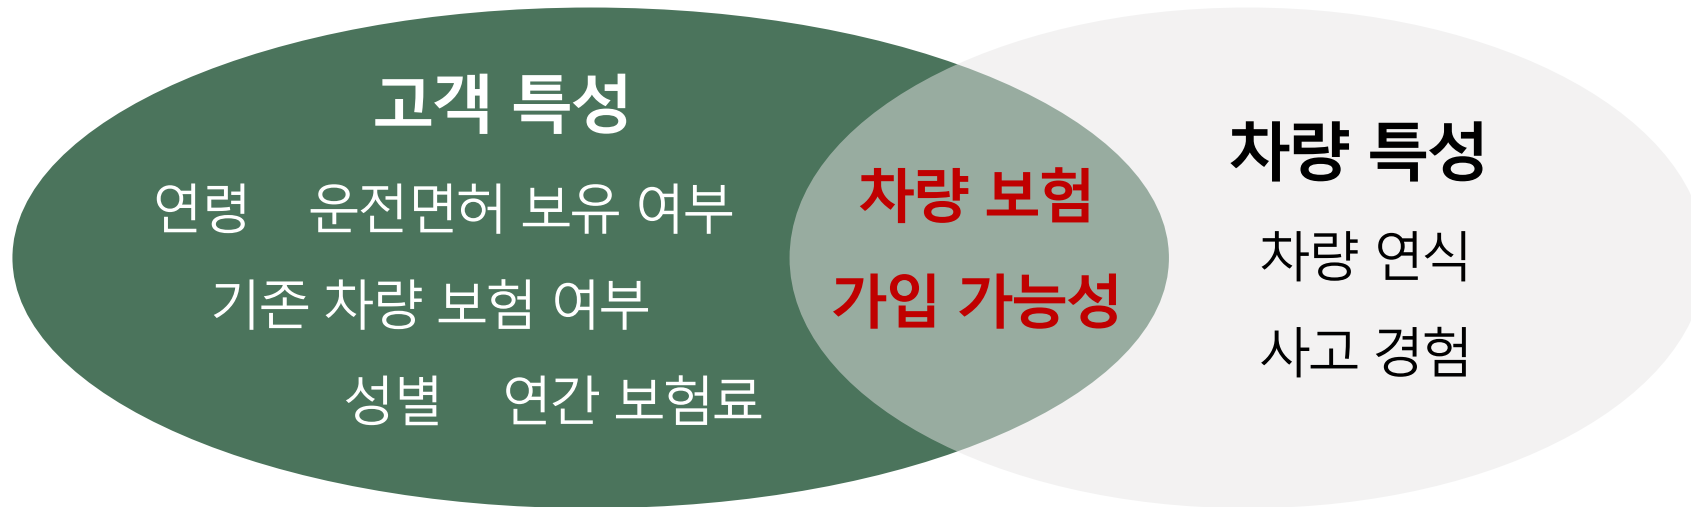 고객 특성
연령 운전면허 보유 여부
기존 차량 보험 여부
성별 연간 보험료
차량 보험
가입 가능성
차량 특성
차량 연식
사고 경험